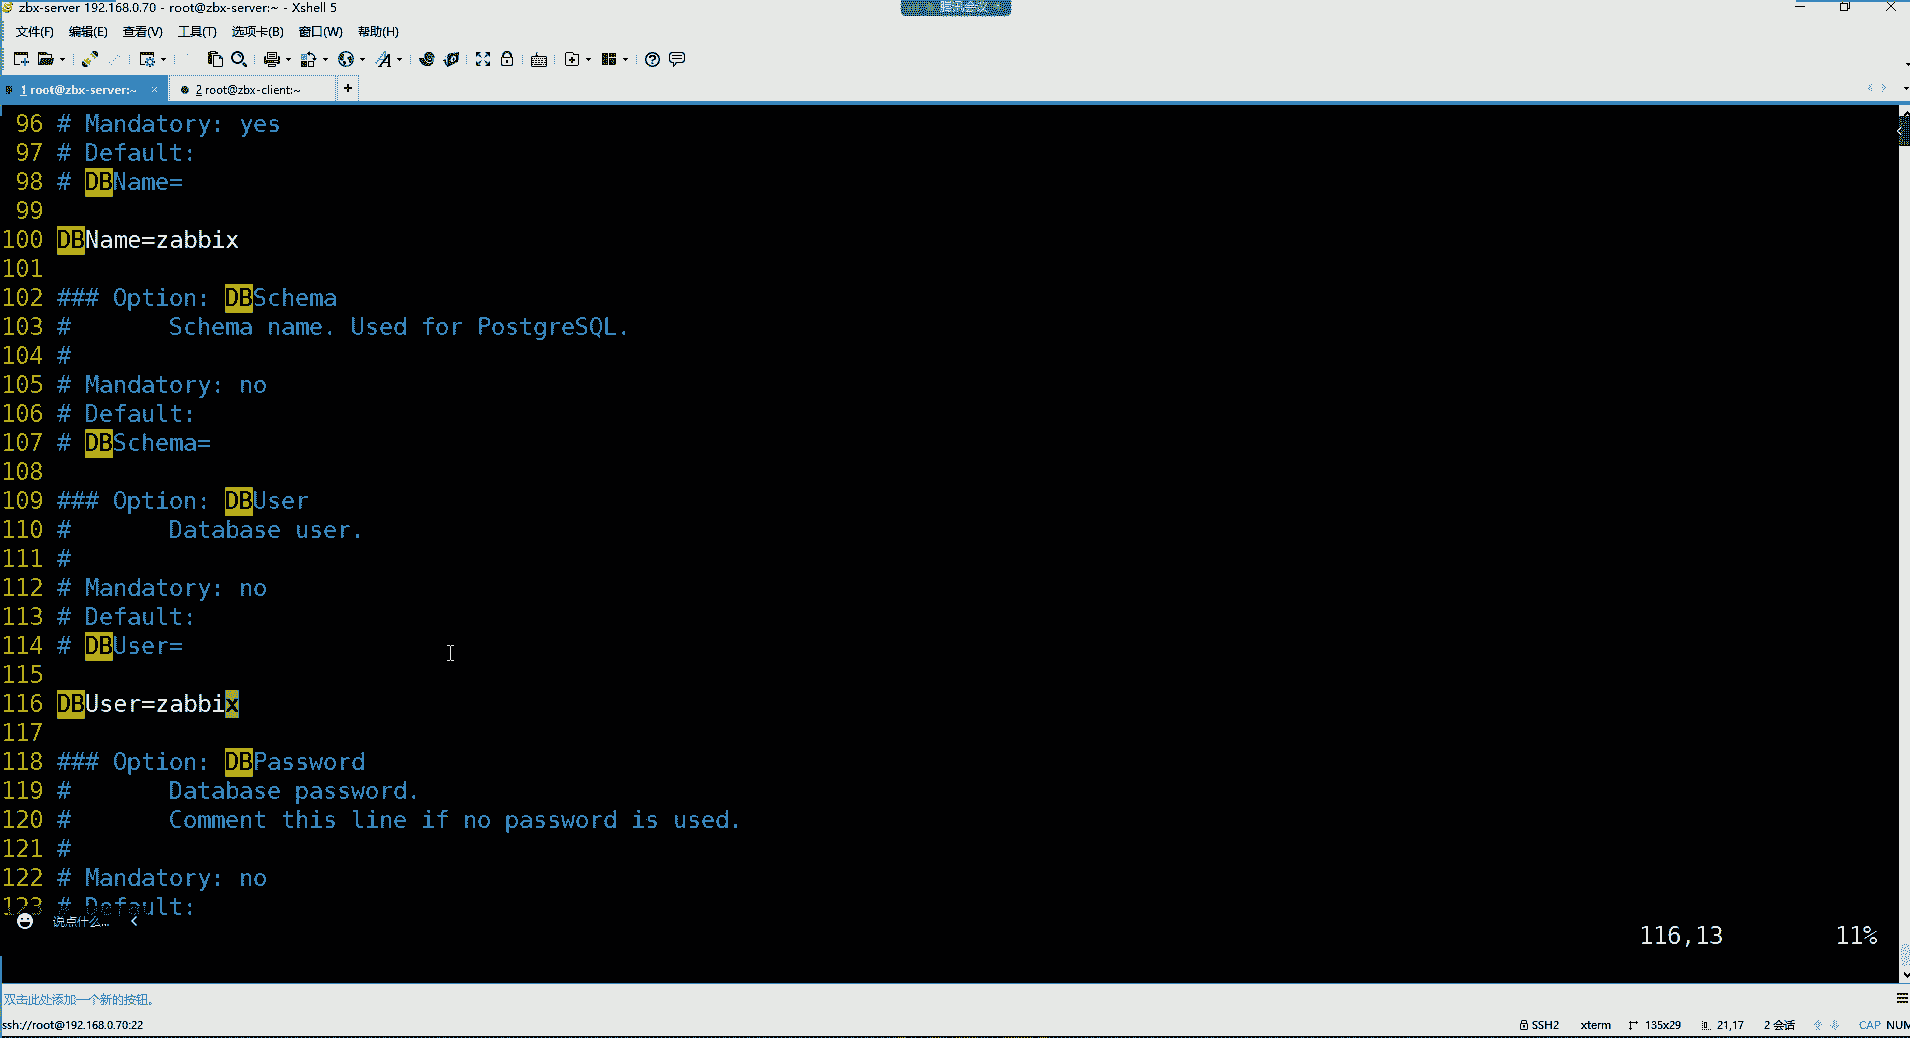 zbx-server 192.168.0.70 - root@zbx-server:~ - Xshell 5
腾讯会议
文件(F) 编辑(E) 查看(V) 工具(T) 选项卡(B) 窗口(W) 帮助(H)
1 root@zbx-server:~ × 2 root@zbx-client:~ +
96 # Mandatory: yes
97 # Default:
98 # DBName=
99
100 DBName=zabbix
101
102 ### Option: DBSchema
103 #       Schema name. Used for PostgreSQL.
104 #
105 # Mandatory: no
106 # Default:
107 # DBSchema=
108
109 ### Option: DBUser
110 #       Database user.
111 #
112 # Mandatory: no
113 # Default:
114 # DBUser=
115
116 DBUser=zabbix
117
118 ### Option: DBPassword
119 #       Database password.
120 #       Comment this line if no password is used.
121 #
122 # Mandatory: no
123 # Default:
说点什么...
116,13 11%
双击此处添加一个新的按钮。
ssh://root@192.168.0.70:22 SSH2 xterm 135x29 21,17 2 会话 CAP NUM